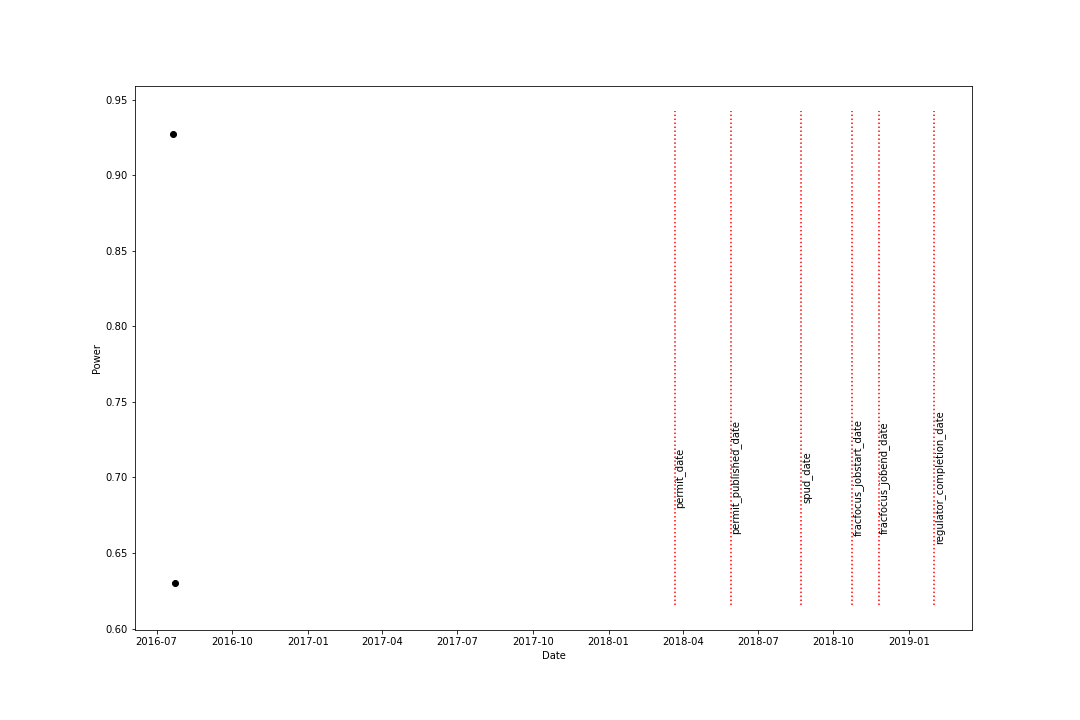 0.95
0.90
0.85
0.80
0.75
0.70
0.65
0.60
Power
permit_date
permit_published_date
spud_date
fracfocus_jobstart_date
fracfocus_jobend_date
regulator_completion_date
2016-07
2016-10
2017-01
2017-04
2017-07
2017-10
2018-01
2018-04
2018-07
2018-10
2019-01
Date